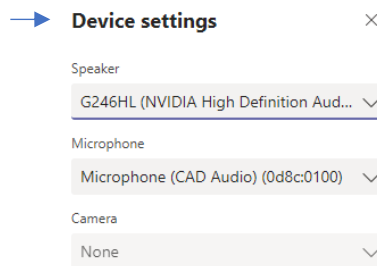 Device settings
Speaker
G246HL (NVIDIA High Definition Aud...
Microphone
Microphone (CAD Audio) (0d8c:0100)
Camera
None